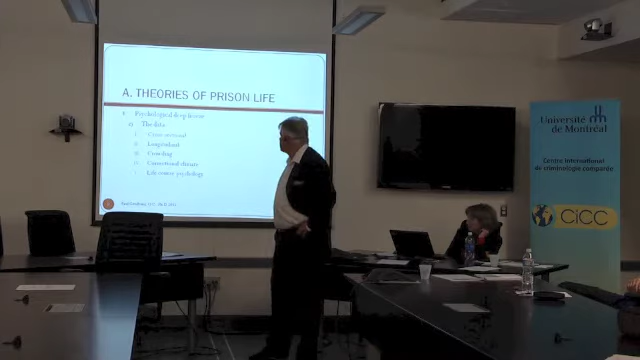 A. THEORIES OF PRISON LIFE
Psychological deep freeze
The data
Cross-sectional
Longitudinal
Crowding
Correctional climate
Life course psychology
Université
de Montréal
Centre international
de criminologie comparée
CiCC